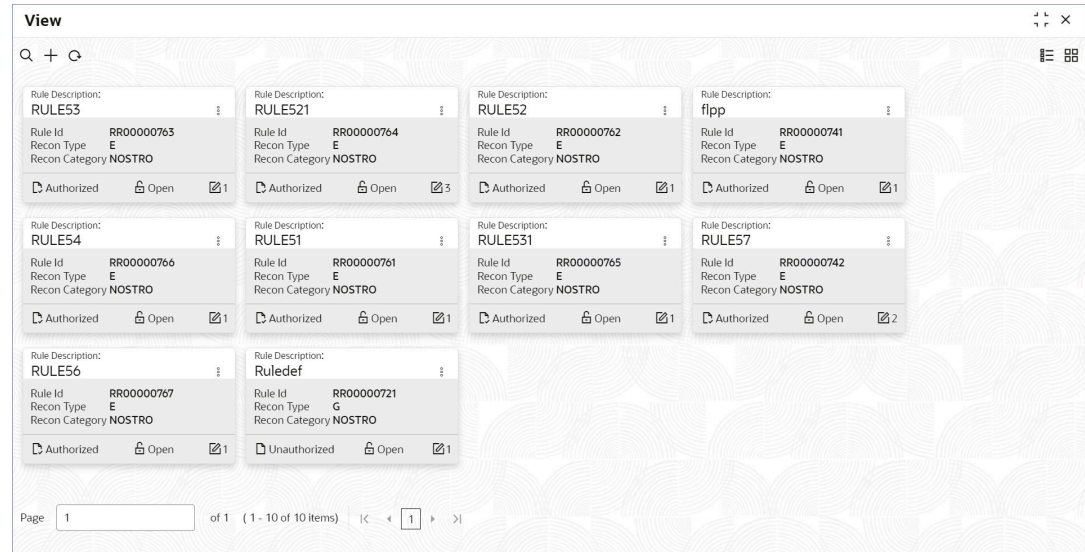 View
Rule Description:
RULE53
Rule Id RR00000763
Recon Type E
Recon Category NOSTRO
Authorized Open 1
Rule Description:
RULE521
Rule Id RR00000764
Recon Type E
Recon Category NOSTRO
Authorized Open 3
Rule Description:
RULE52
Rule Id RR00000762
Recon Type E
Recon Category NOSTRO
Authorized Open 1
Rule Description:
flpp
Rule Id RR00000741
Recon Type E
Recon Category NOSTRO
Authorized Open 1
Rule Description:
RULE54
Rule Id RR00000766
Recon Type E
Recon Category NOSTRO
Authorized Open 1
Rule Description:
RULE51
Rule Id RR00000761
Recon Type E
Recon Category NOSTRO
Authorized Open 1
Rule Description:
RULE531
Rule Id RR00000765
Recon Type E
Recon Category NOSTRO
Authorized Open 1
Rule Description:
RULE57
Rule Id RR00000742
Recon Type E
Recon Category NOSTRO
Authorized Open 2
Rule Description:
RULE56
Rule Id RR00000767
Recon Type E
Recon Category NOSTRO
Authorized Open 1
Rule Description:
Ruledef
Rule Id RR00000721
Recon Type G
Recon Category NOSTRO
Unauthorized Open 1
Page 1 of 1 ( 1 - 10 of 10 items) 1